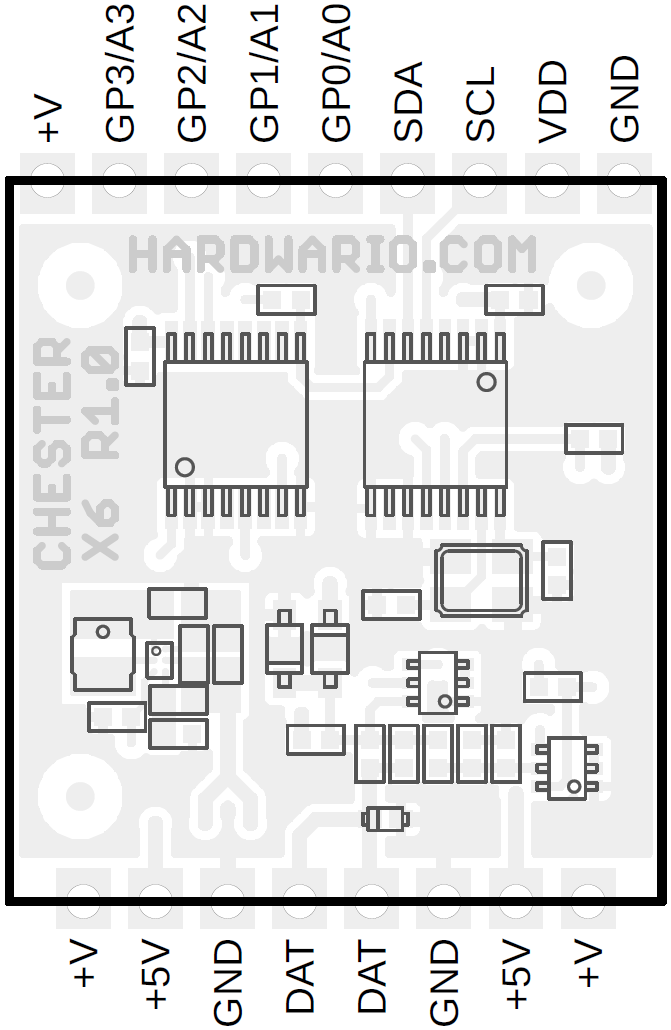 +V
GP3/A3
GP2/A2
GP1/A1
GP0/A0
SDA
SCL
VDD
GND
HARDWARIO.COM
CHESTER
X6 R1.0
+V
+5V
GND
DAT
DAT
GND
+5V
+V